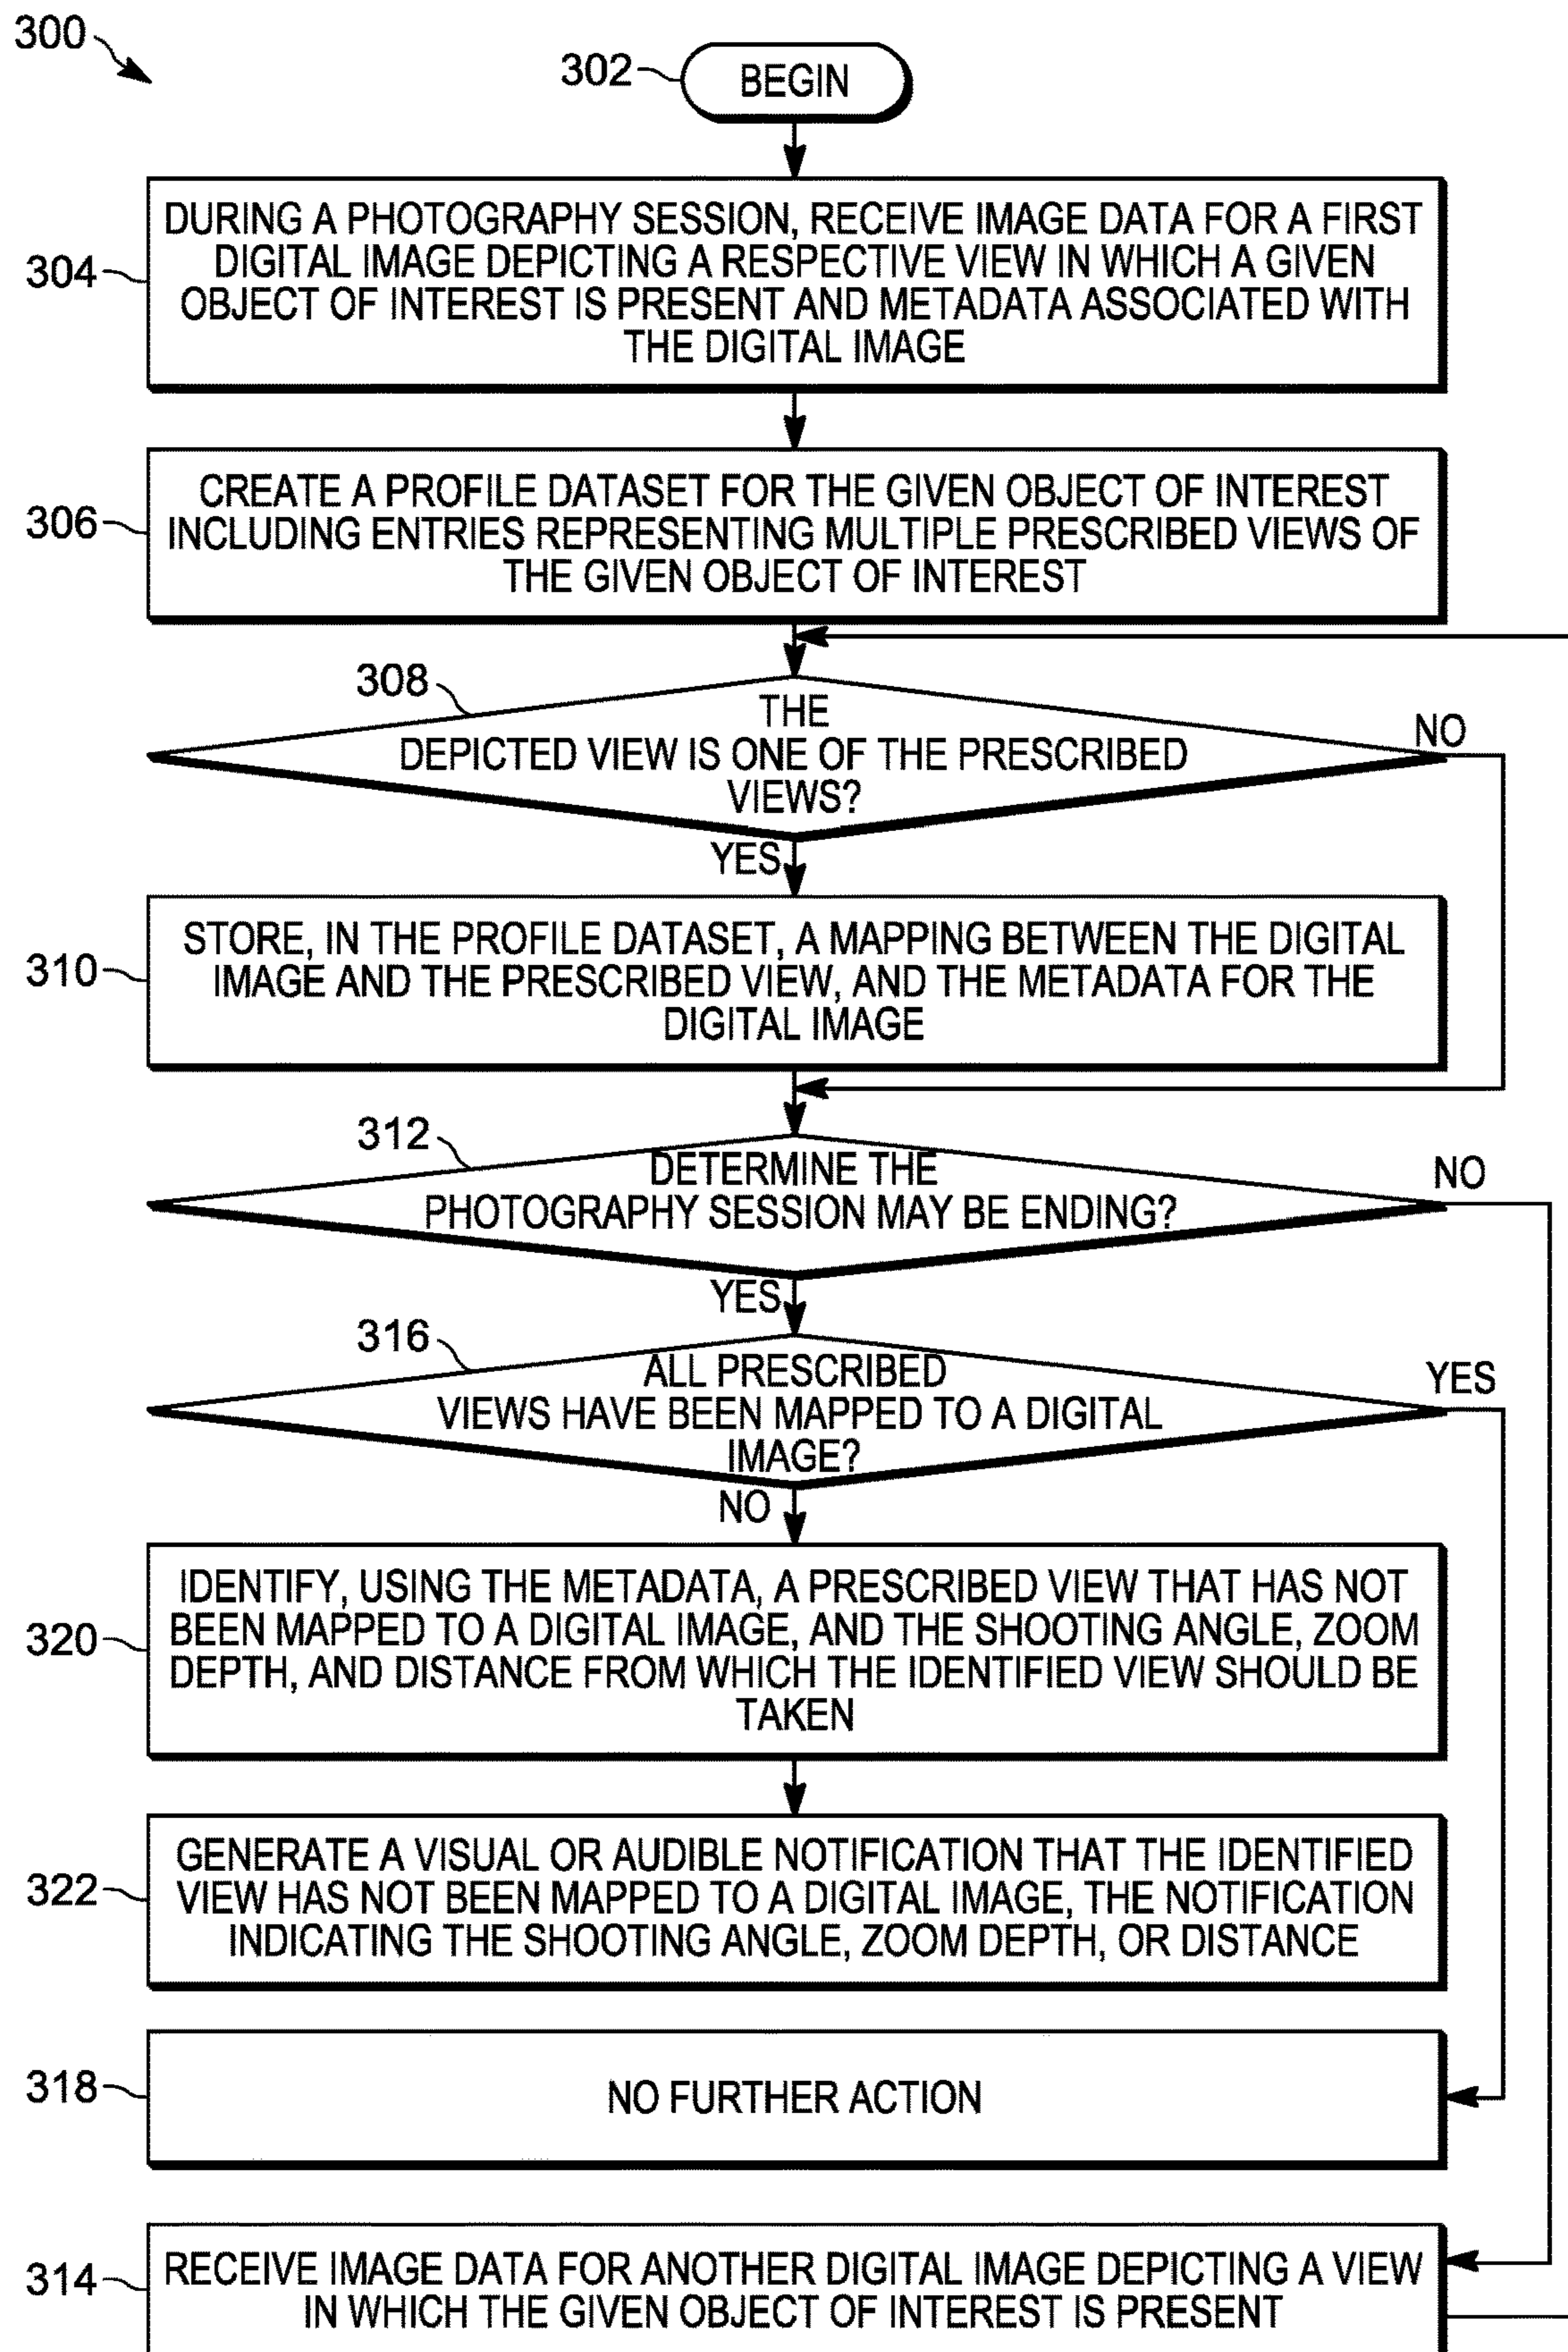 300
302
BEGIN
304
DURING A PHOTOGRAPHY SESSION, RECEIVE IMAGE DATA FOR A FIRST
DIGITAL IMAGE DEPICTING A RESPECTIVE VIEW IN WHICH A GIVEN
OBJECT OF INTEREST IS PRESENT AND METADATA ASSOCIATED WITH
THE DIGITAL IMAGE
306
CREATE A PROFILE DATASET FOR THE GIVEN OBJECT OF INTEREST
INCLUDING ENTRIES REPRESENTING MULTIPLE PRESCRIBED VIEWS OF
THE GIVEN OBJECT OF INTEREST
308
THE
DEPICTED VIEW IS ONE OF THE PRESCRIBED
VIEWS?
NO
YES
310
STORE, IN THE PROFILE DATASET, A MAPPING BETWEEN THE DIGITAL
IMAGE AND THE PRESCRIBED VIEW, AND THE METADATA FOR THE
DIGITAL IMAGE
312
DETERMINE THE
PHOTOGRAPHY SESSION MAY BE ENDING?
NO
YES
316
ALL PRESCRIBED
VIEWS HAVE BEEN MAPPED TO A DIGITAL
IMAGE?
YES
NO
320
IDENTIFY, USING THE METADATA, A PRESCRIBED VIEW THAT HAS NOT
BEEN MAPPED TO A DIGITAL IMAGE, AND THE SHOOTING ANGLE, ZOOM
DEPTH, AND DISTANCE FROM WHICH THE IDENTIFIED VIEW SHOULD BE
TAKEN
322
GENERATE A VISUAL OR AUDIBLE NOTIFICATION THAT THE IDENTIFIED
VIEW HAS NOT BEEN MAPPED TO A DIGITAL IMAGE, THE NOTIFICATION
INDICATING THE SHOOTING ANGLE, ZOOM DEPTH, OR DISTANCE
318
NO FURTHER ACTION
314
RECEIVE IMAGE DATA FOR ANOTHER DIGITAL IMAGE DEPICTING A VIEW
IN WHICH THE GIVEN OBJECT OF INTEREST IS PRESENT